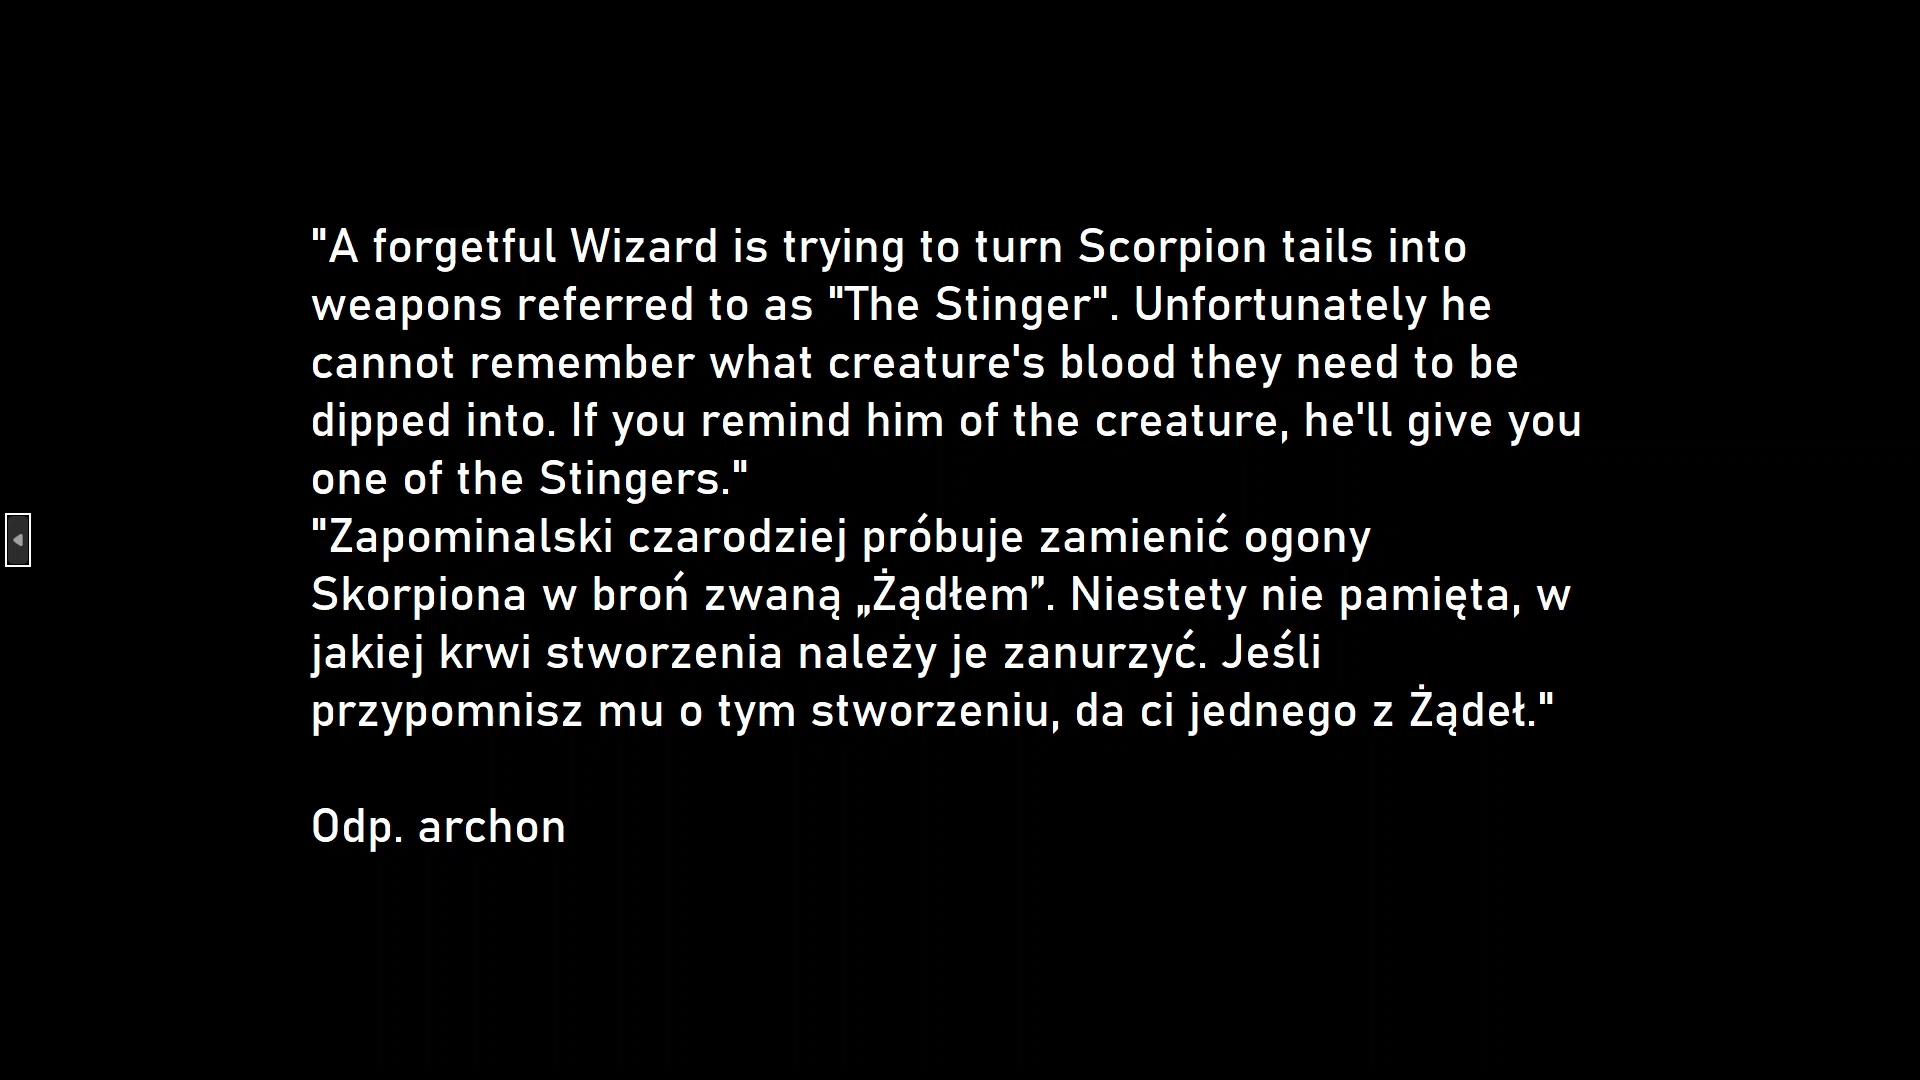 "A forgetful Wizard is trying to turn Scorpion tails into
weapons referred to as "The Stinger". Unfortunately he
cannot remember what creature's blood they need to be
dipped into. If you remind him of the creature, he'll give you
one of the Stingers."
"Zapominalski czarodziej próbuje zamienić ogony
Skorpiona w broń zwaną „Żądłem”. Niestety nie pamięta, w
jakiej krwi stworzenia należy je zanurzyć. Jeśli
przypomnisz mu o tym stworzeniu, da ci jednego z Żądeł."
Odp. archon